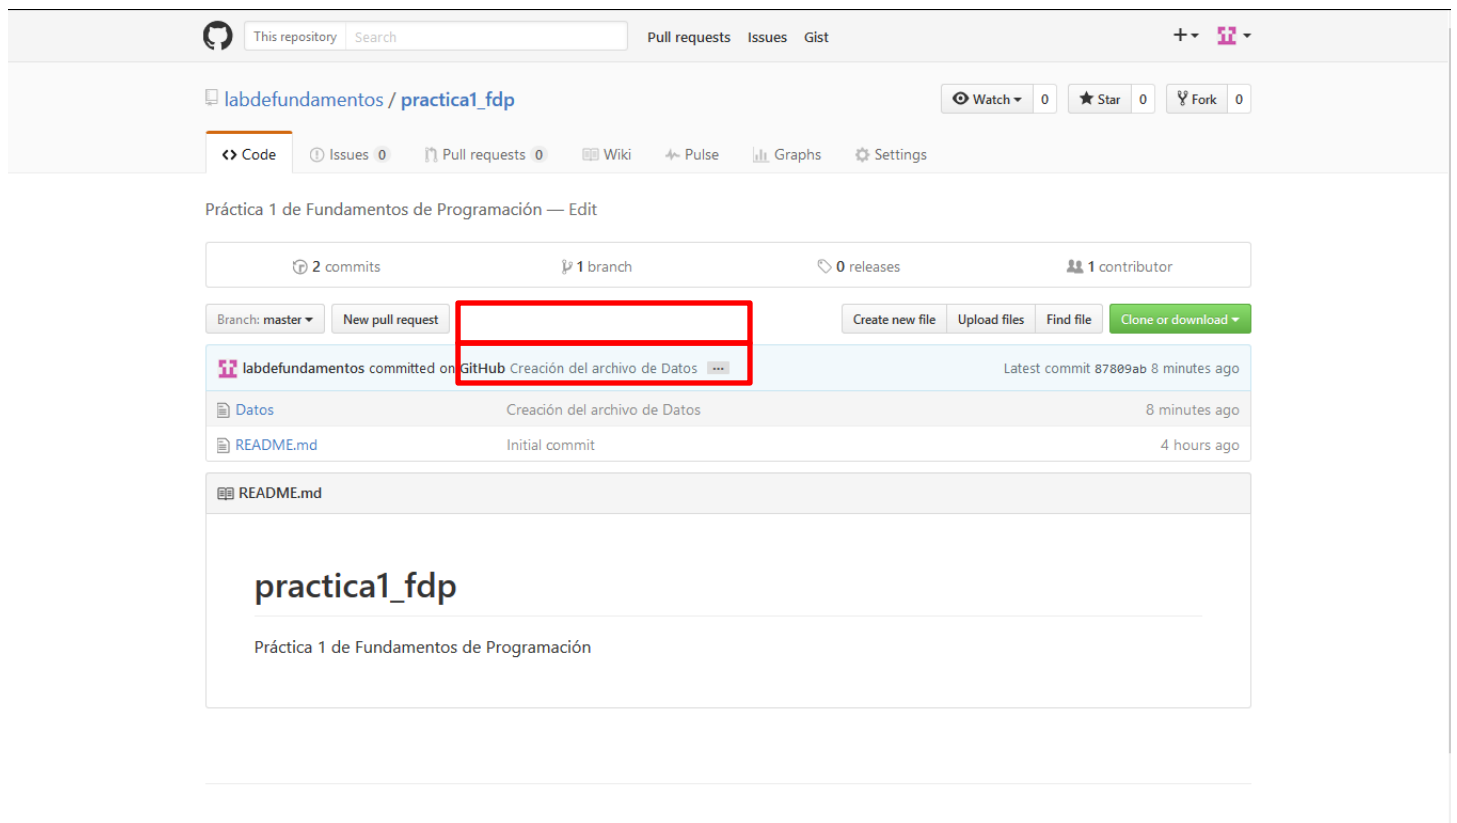 This repository Search Pull requests Issues Gist
labdefundamentos / practica1_fdp Watch 0 Star 0 Fork 0
Code Issues 0 Pull requests 0 Wiki Pulse Graphs Settings
Práctica 1 de Fundamentos de Programación — Edit
2 commits 1 branch 0 releases 1 contributor
Branch: master New pull request Create new file Upload files Find file Clone or download
labdefundamentos committed on GitHub Creación del archivo de Datos ... Latest commit 87809ab 8 minutes ago
Datos Creación del archivo de Datos 8 minutes ago
README.md Initial commit 4 hours ago
README.md
practica1_fdp
Práctica 1 de Fundamentos de Programación